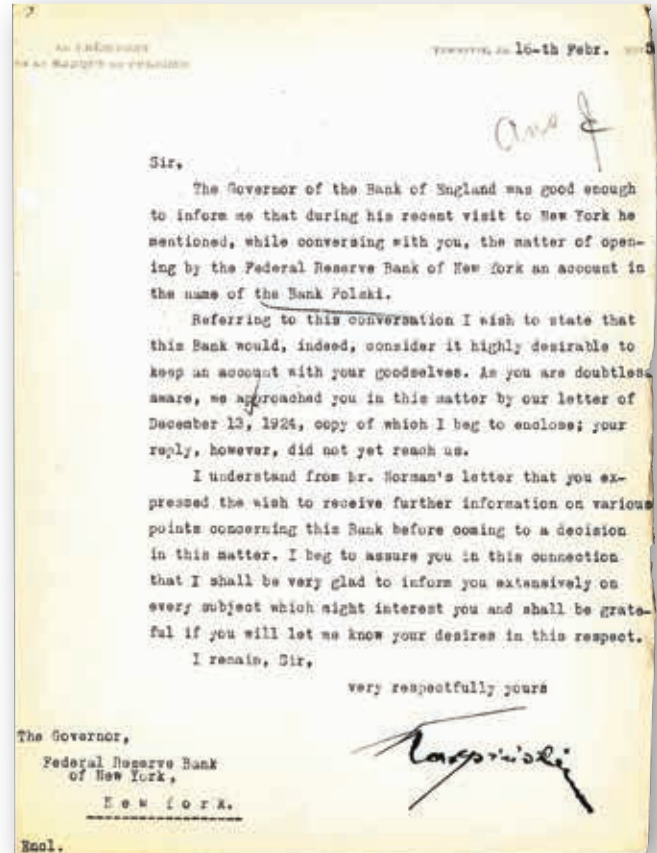 16-th Febr.
Sir,
The Governor of the Bank of England was good enough
to inform me that during his recent visit to New York he
mentioned, while conversing with you, the matter of open-
ing by the Federal Reserve Bank of New York an account in
the name of the Bank Polski.
Referring to this conversation I wish to state that
this Bank would, indeed, consider it highly desirable to
keep an account with your goodselves. As you are doubtless
aware, we approached you in this matter by our letter of
December 13, 1924, copy of which I beg to enclose; your
reply, however, did not yet reach us.
I understand from Mr. Norman's letter that you ex-
pressed the wish to receive further information on various
points concerning this Bank before coming to a decision
in this matter. I beg to assure you in this connection
that I shall be very glad to inform you extensively on
every subject which might interest you and shall be grate-
ful if you will let me know your desires in this respect.
I remain, Sir,
very respectfully yours
The Governor,
Federal Reserve Bank
of New York,
New York.
Encl.